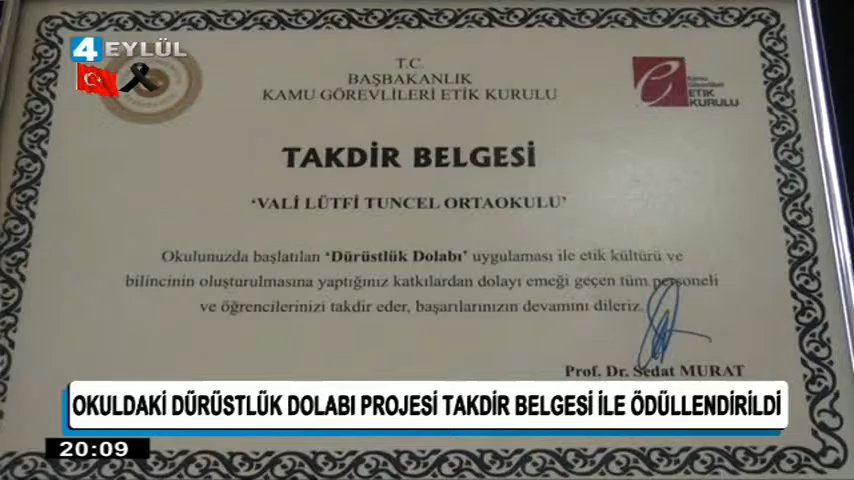 4 EYLÜL
T.C.
BAŞBAKANLIK
KAMU GÖREVLİLERİ ETİK KURULU
Kamu
Görevlileri
ETİK
KURULU
TAKDİR BELGESİ
‘VALİ LÜTFİ TUNCEL ORTAOKULU’
Okulunuzda başlatılan ‘Dürüstlük Dolabı’ uygulaması ile etik kültürü ve
bilincinin oluşturulmasına yaptığınız katkılardan dolayı emeği geçen tüm personeli
ve öğrencilerinizi takdir eder, başarılarınızın devamını dileriz.
Prof. Dr. Sedat MURAT
OKULDAKİ DÜRÜSTLÜK DOLABI PROJESİ TAKDİR BELGESİ İLE ÖDÜLLENDİRİLDİ
20:09